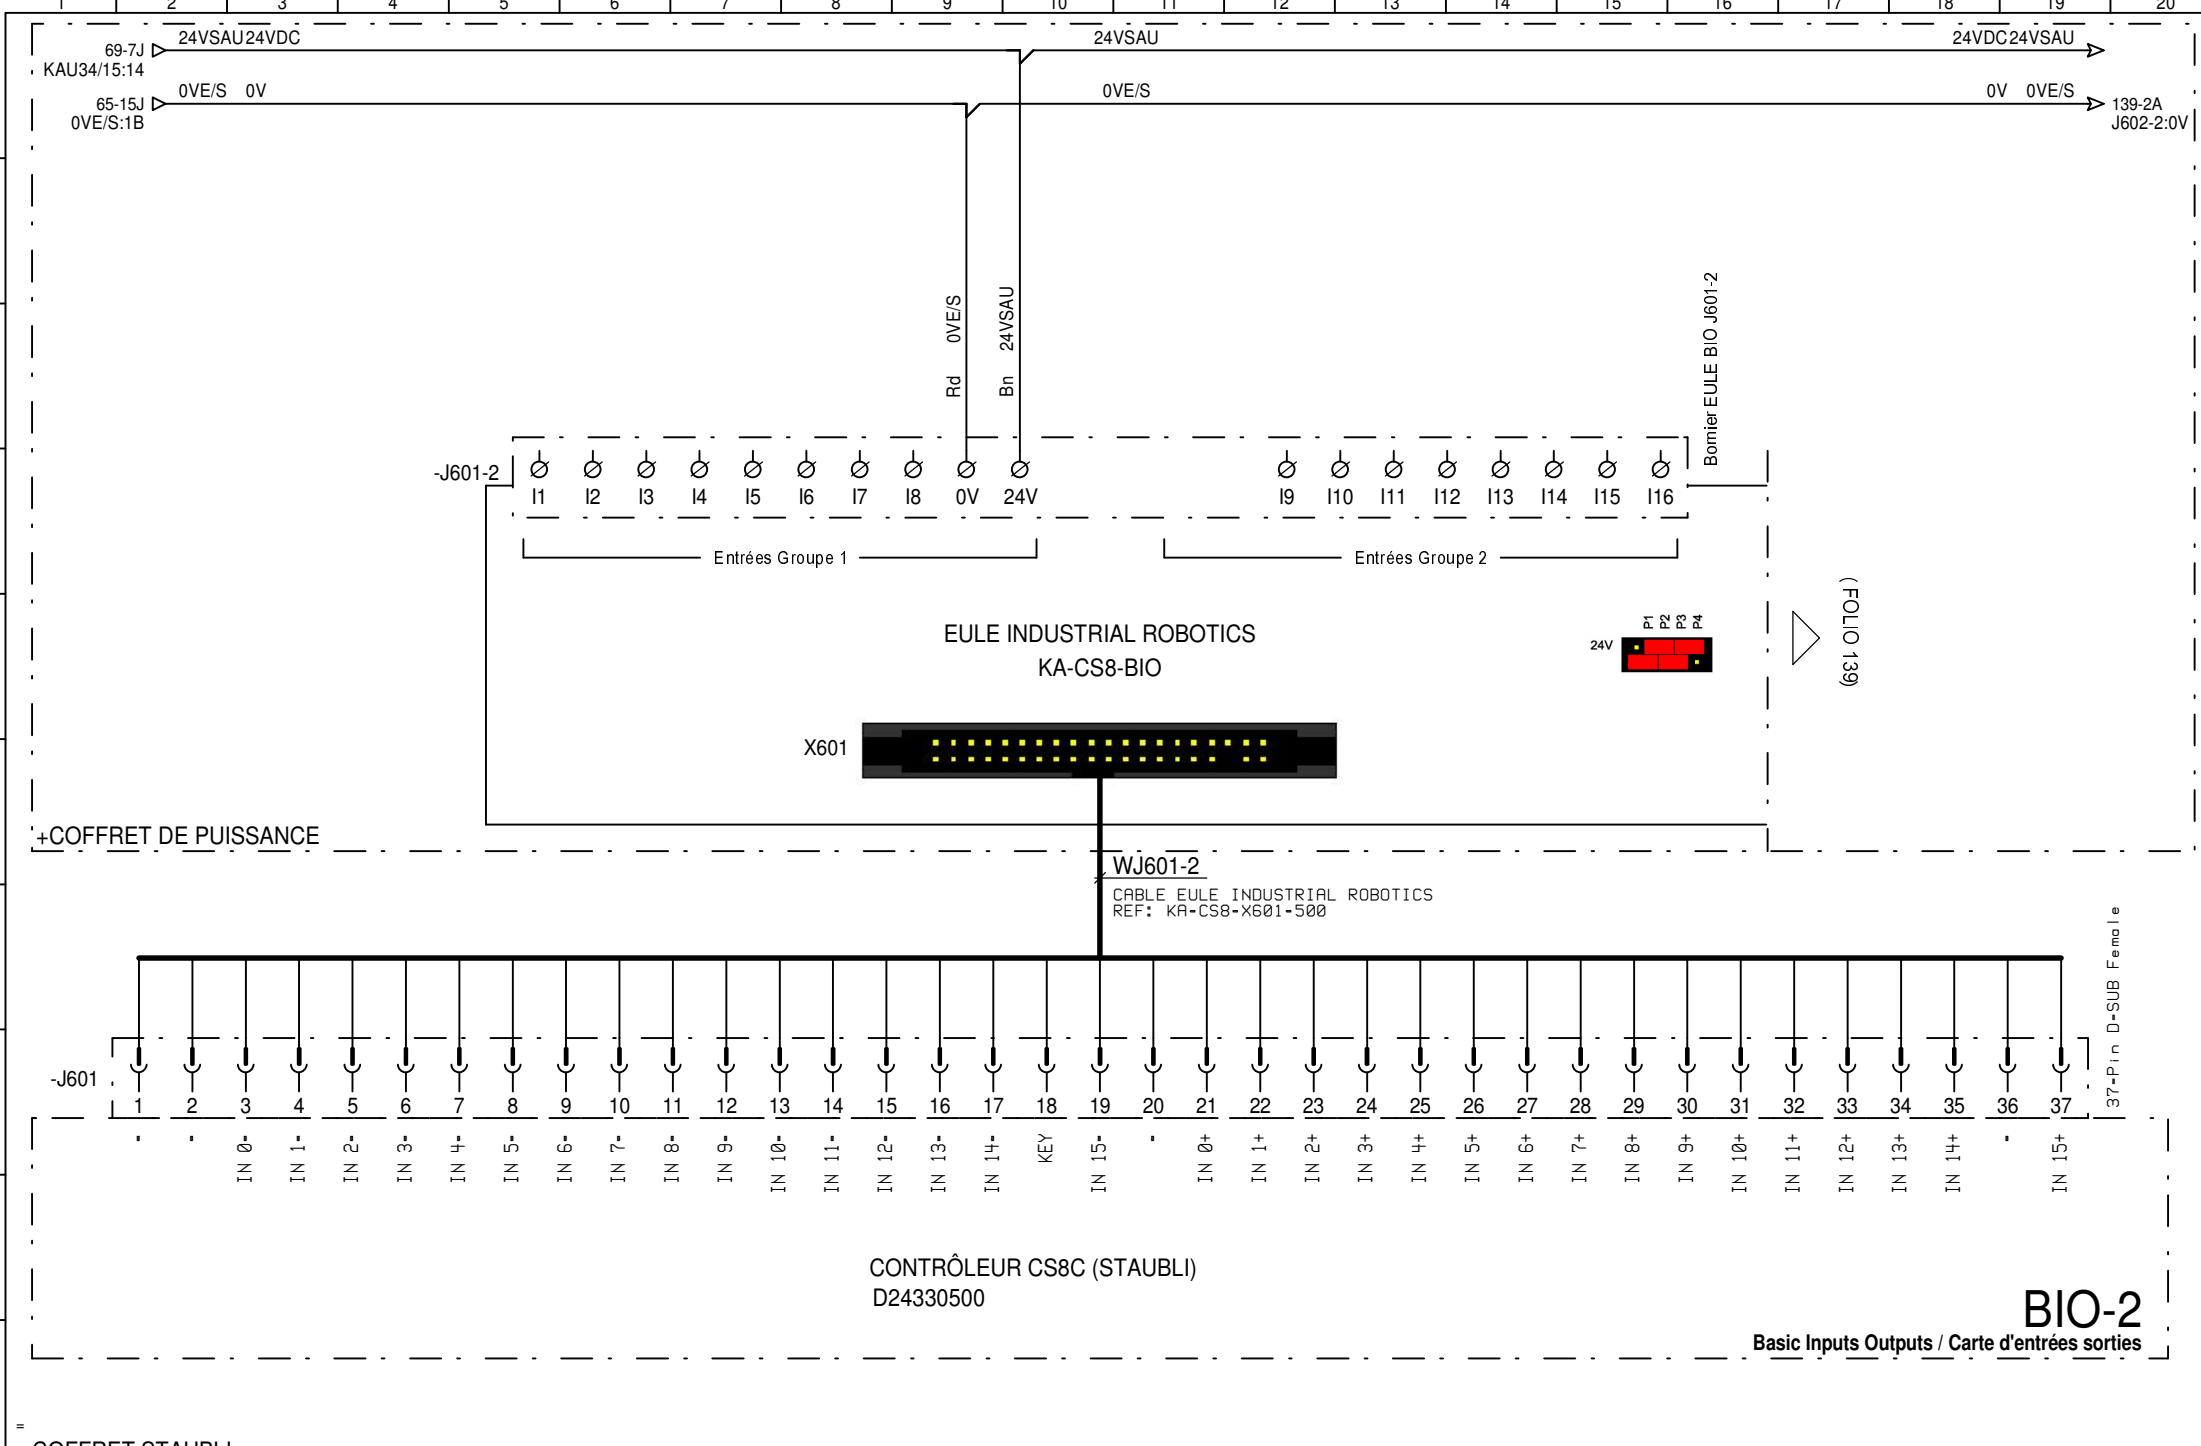 1 2 3 4 5 6 7 8 9 10 11 12 13 14 15 16 17 18 19 20
24VSAU 24VDC 24VSAU 24VDC 24VSAU
69-7J
KAU34/15:14
0VE/S 0V 0VE/S 0V 0VE/S
65-15J 139-2A
0VE/S:1B J602-2:0V
Rd 0VE/S
Bn 24VSAU
Bornier EULE BIO J601-2
-J601-2
I1 I2 I3 I4 I5 I6 I7 I8 0V 24V I9 I10 I11 I12 I13 I14 I15 I16
Entrées Groupe 1 Entrées Groupe 2
EULE INDUSTRIAL ROBOTICS
KA-CS8-BIO
24V P1 P2 P3 P4
( FOLIO 139)
X601
+COFFRET DE PUISSANCE
WJ601-2
CABLE EULE INDUSTRIAL ROBOTICS
REF: KA-CS8-X601-500
37-Pin D-SUB Female
-J601
1 2 3 4 5 6 7 8 9 10 11 12 13 14 15 16 17 18 19 20 21 22 23 24 25 26 27 28 29 30 31 32 33 34 35 36 37
- - IN 0- IN 1- IN 2- IN 3- IN 4- IN 5- IN 6- IN 7- IN 8- IN 9- IN 10- IN 11- IN 12- IN 13- IN 14- KEY IN 15- - IN 0+ IN 1+ IN 2+ IN 3+ IN 4+ IN 5+ IN 6+ IN 7+ IN 8+ IN 9+ IN 10+ IN 11+ IN 12+ IN 13+ IN 14+ - IN 15+
CONTRÔLEUR CS8C (STAUBLI)
D24330500
BIO-2
Basic Inputs Outputs / Carte d'entrées sorties
=
COFFRET STAUBLI